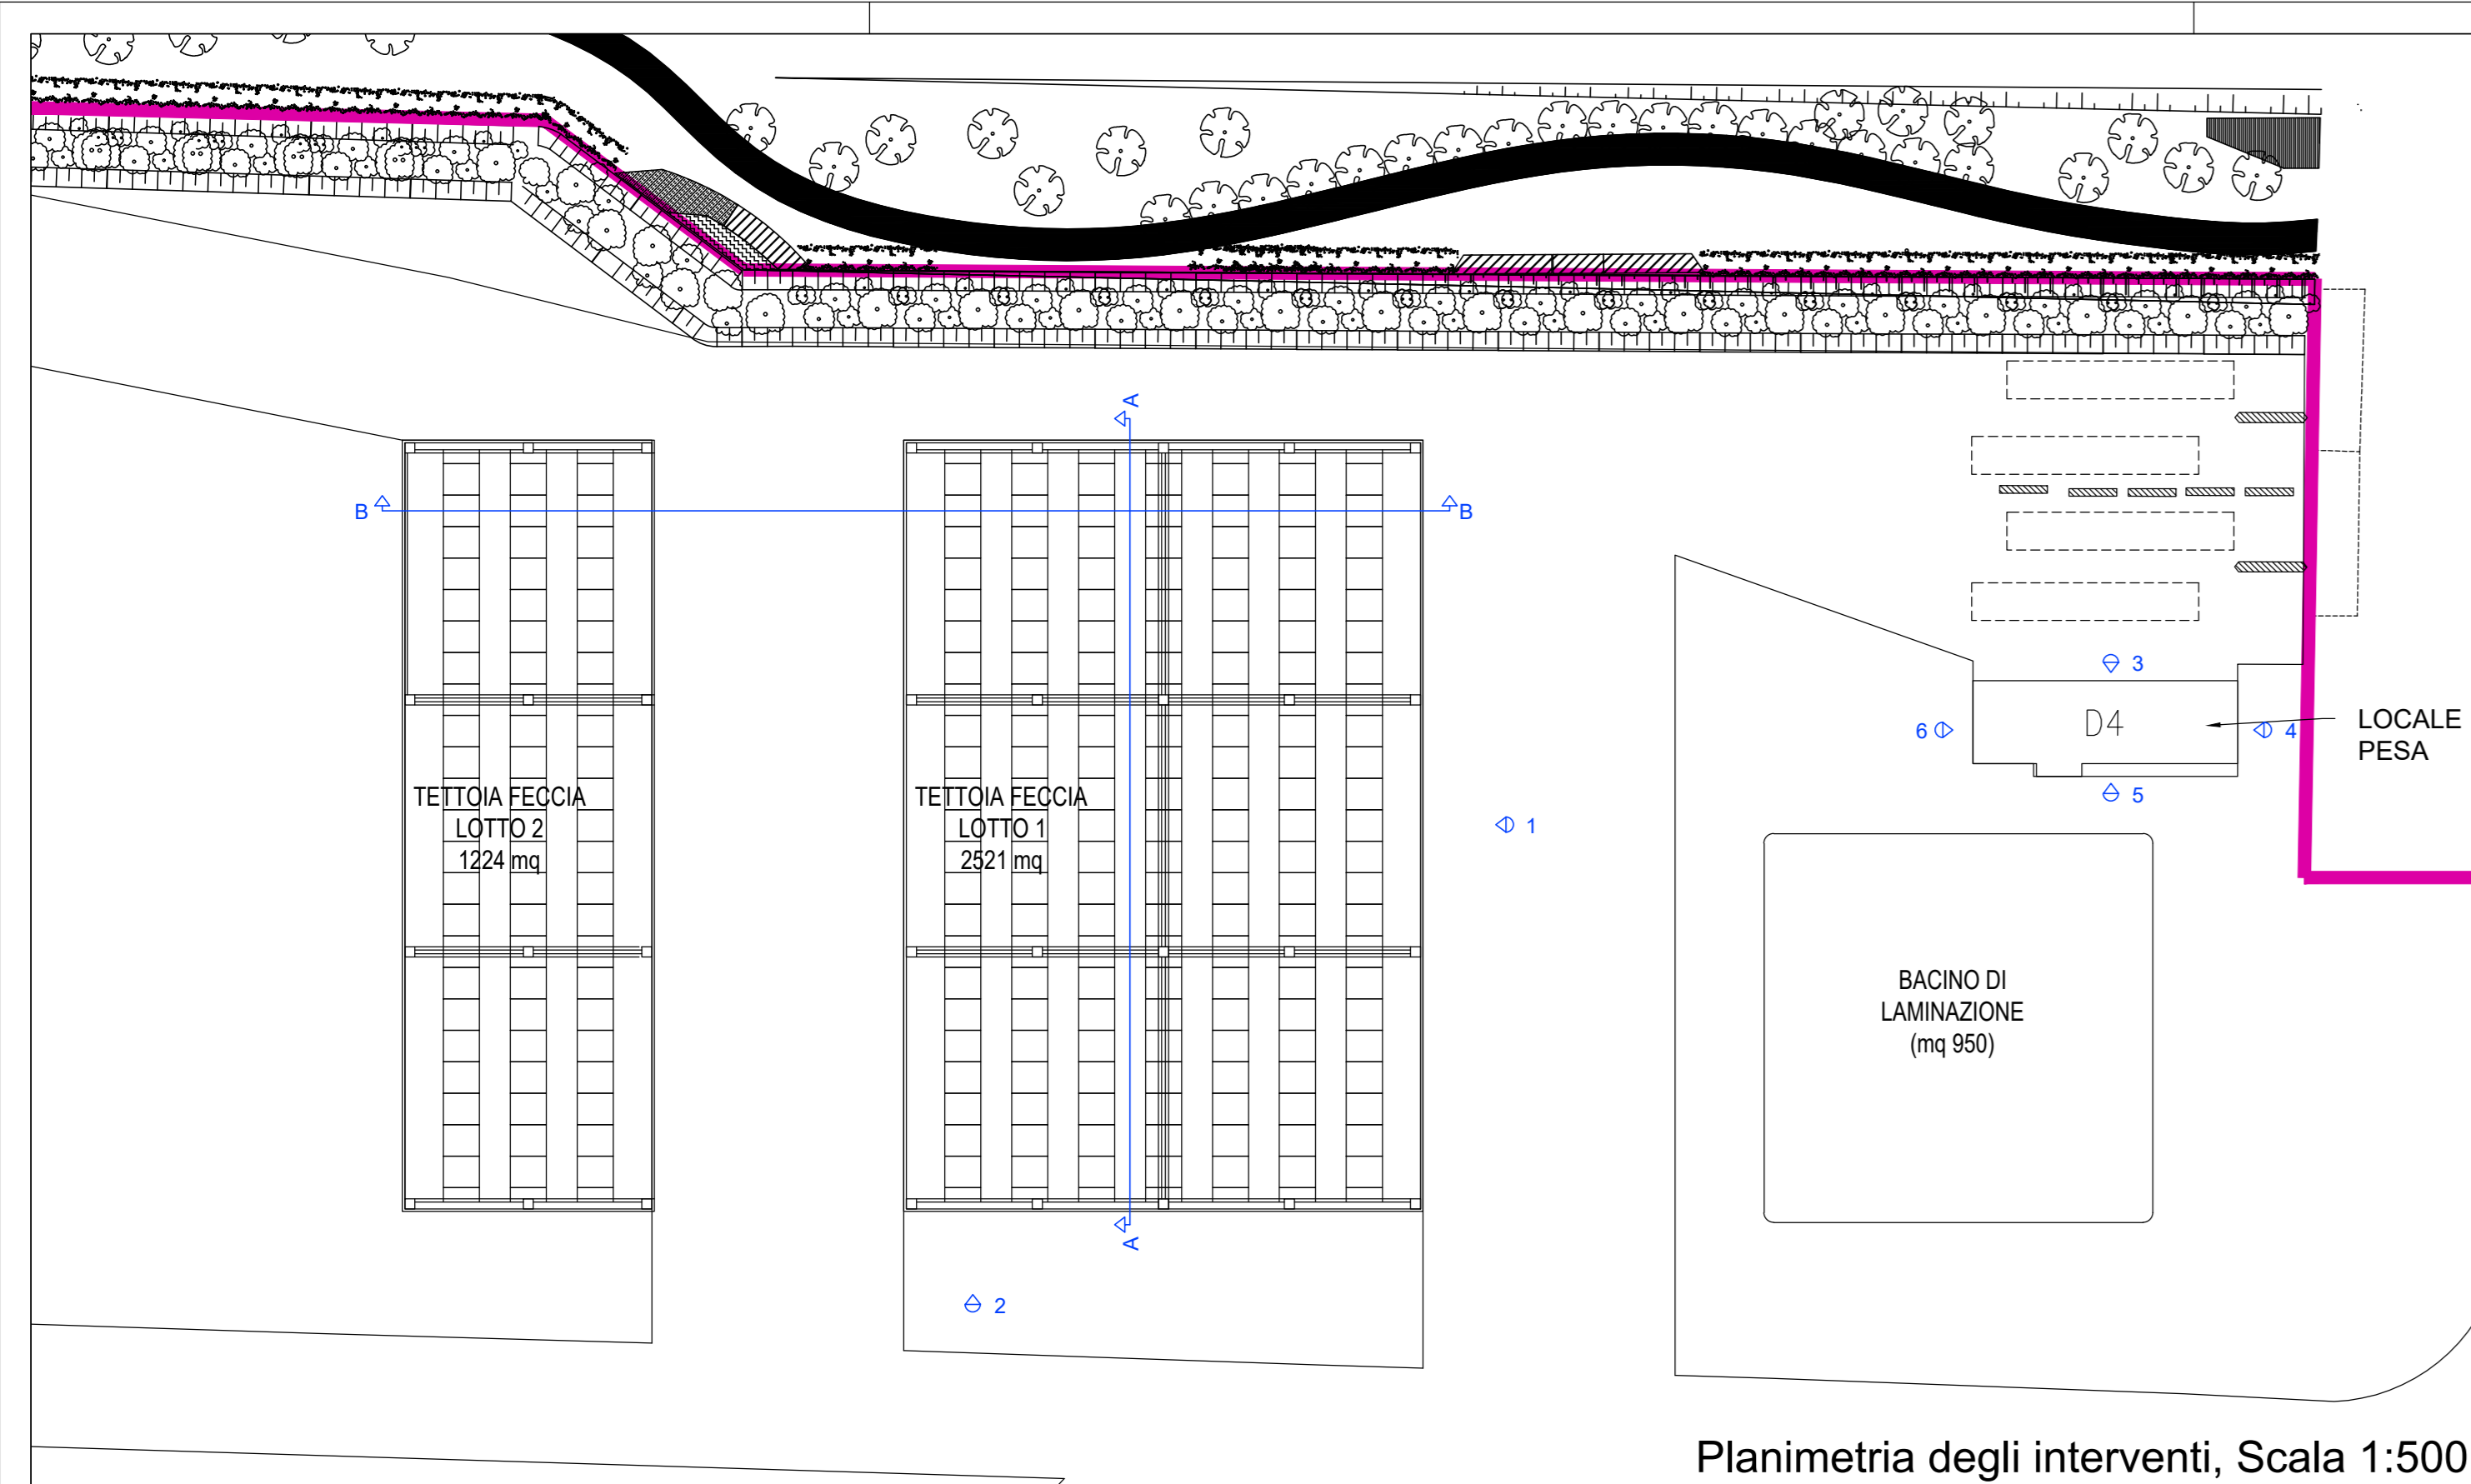 A
B
B
3
6
D4
4
LOCALE
PESA
5
TETTOIA FECCIA
LOTTO 2
1224 mq
TETTOIA FECCIA
LOTTO 1
2521 mq
1
BACINO DI
LAMINAZIONE
(mq 950)
A
2
Planimetria degli interventi, Scala 1:500